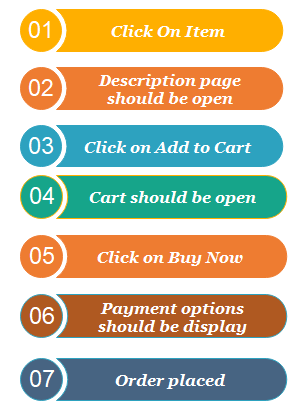 01
Click On Item
02
Description page
should be open
03
Click on Add to Cart
04
Cart should be open
05
Click on Buy Now
06
Payment options
should be display
07
Order placed